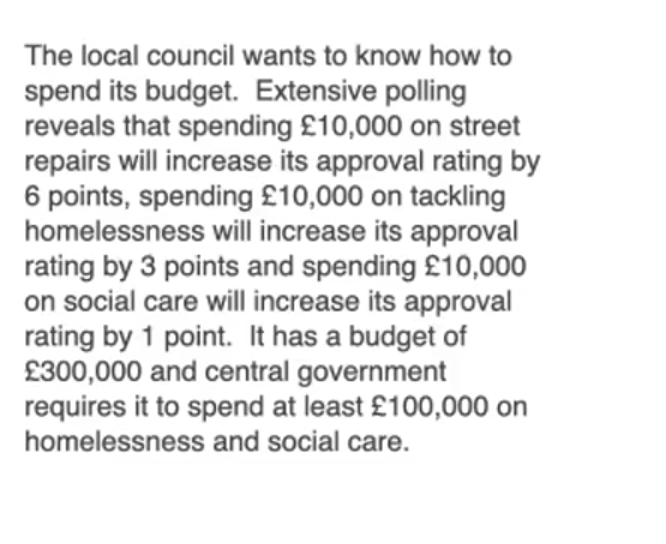 The local council wants to know how to
spend its budget.  Extensive polling
reveals that spending £10,000 on street
repairs will increase its approval rating by
6 points, spending £10,000 on tackling
homelessness will increase its approval
rating by 3 points and spending £10,000
on social care will increase its approval
rating by 1 point.  It has a budget of
£300,000 and central government
requires it to spend at least £100,000 on
homelessness and social care.